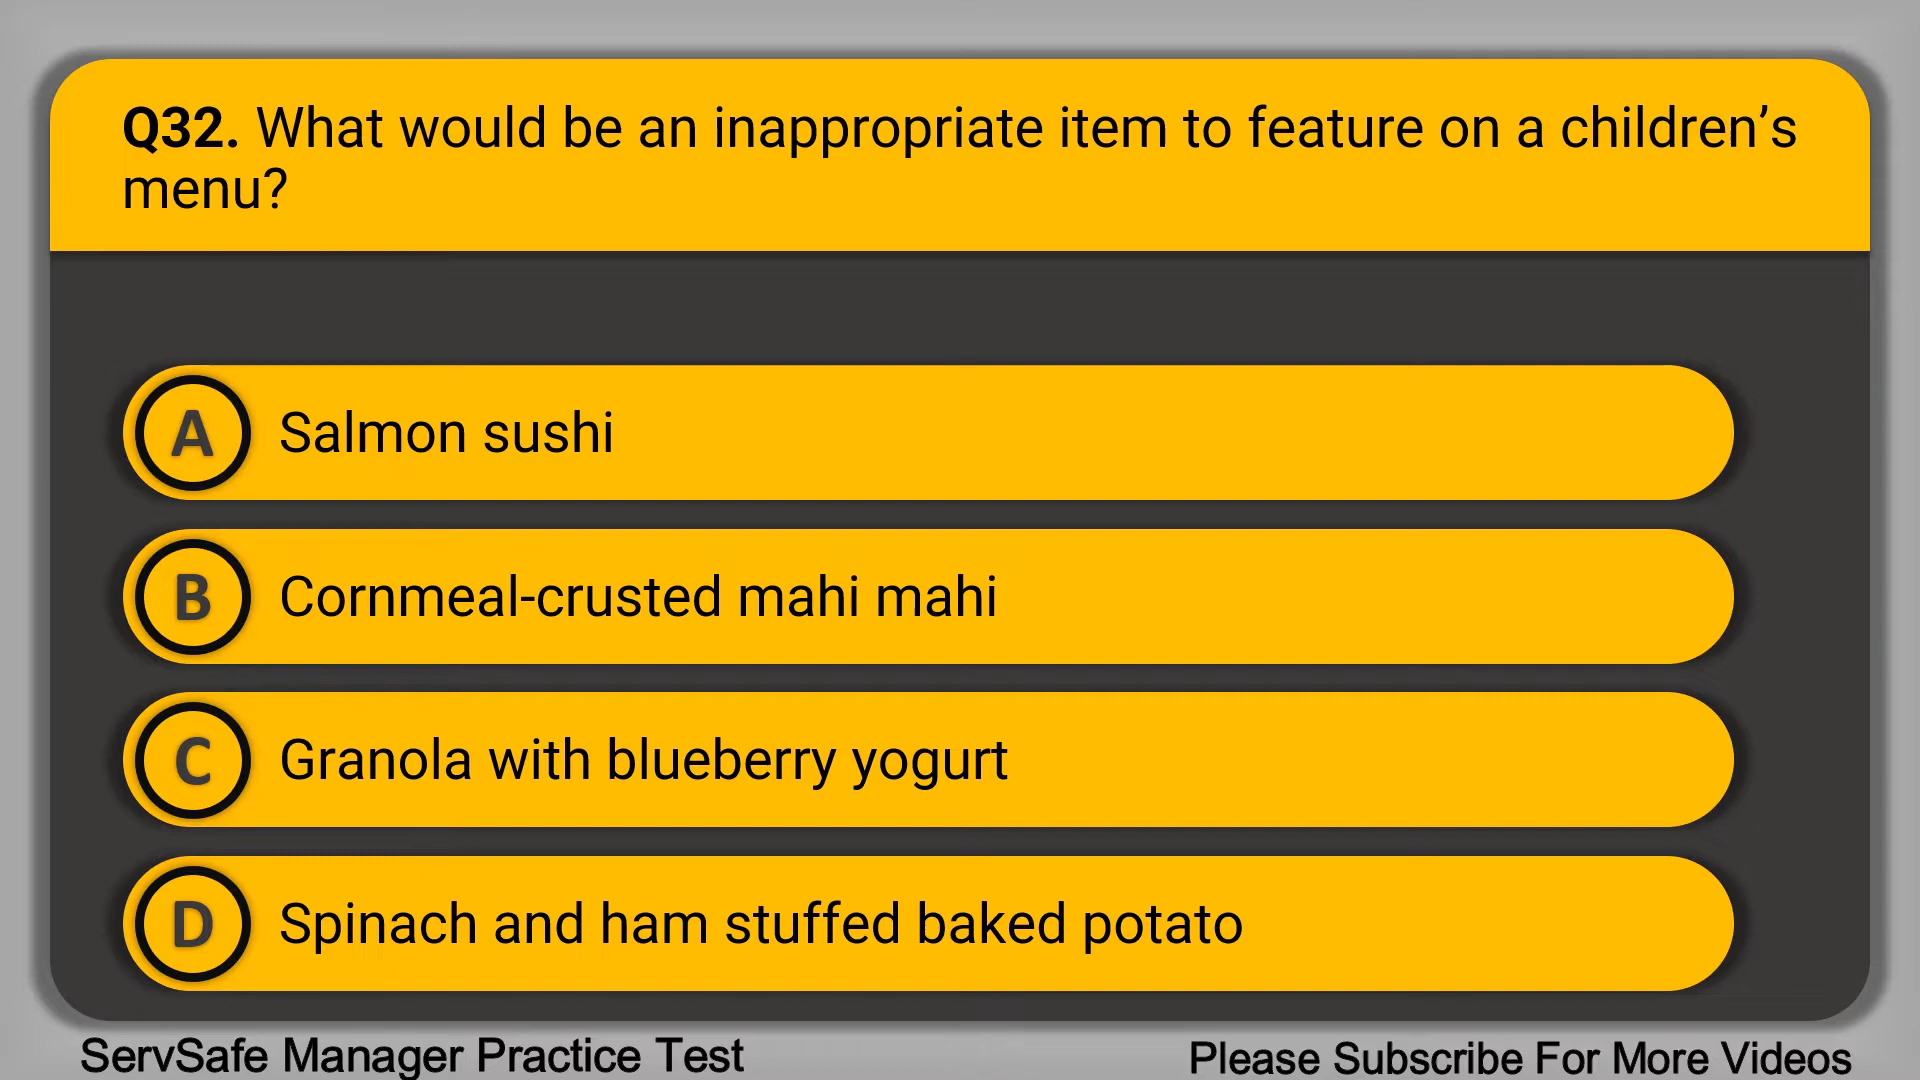 Q32. What would be an inappropriate item to feature on a children’s
menu?
A Salmon sushi
B Cornmeal-crusted mahi mahi
C Granola with blueberry yogurt
D Spinach and ham stuffed baked potato
ServSafe Manager Practice Test
Please Subscribe For More Videos